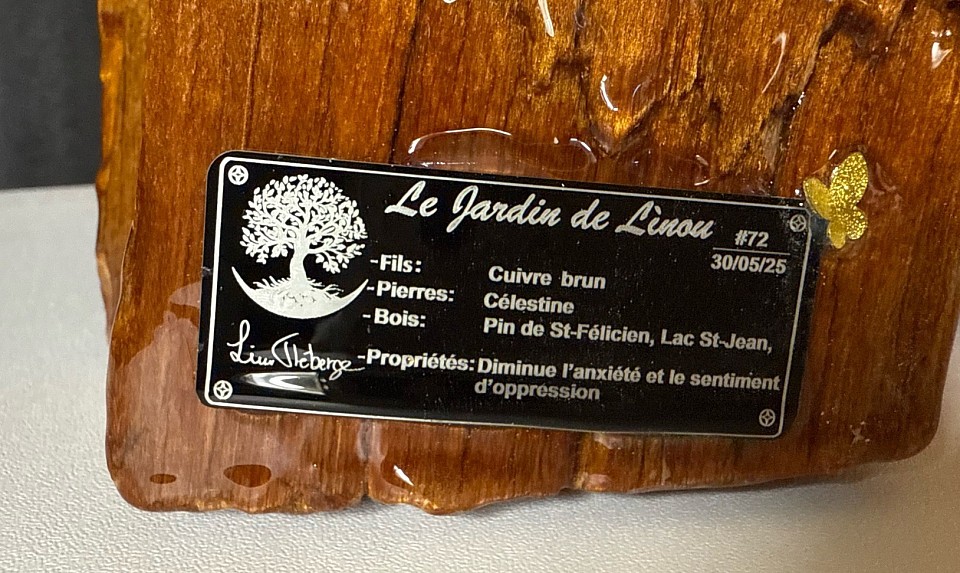 Le Jardin de Lìnou
#72
30/05/25
-Fils: Cuivre brun
-Pierres: Célestine
-Bois: Pin de St-Félicien, Lac St-Jean,
-Propriétés: Diminue l'anxiété et le sentiment
d'oppression